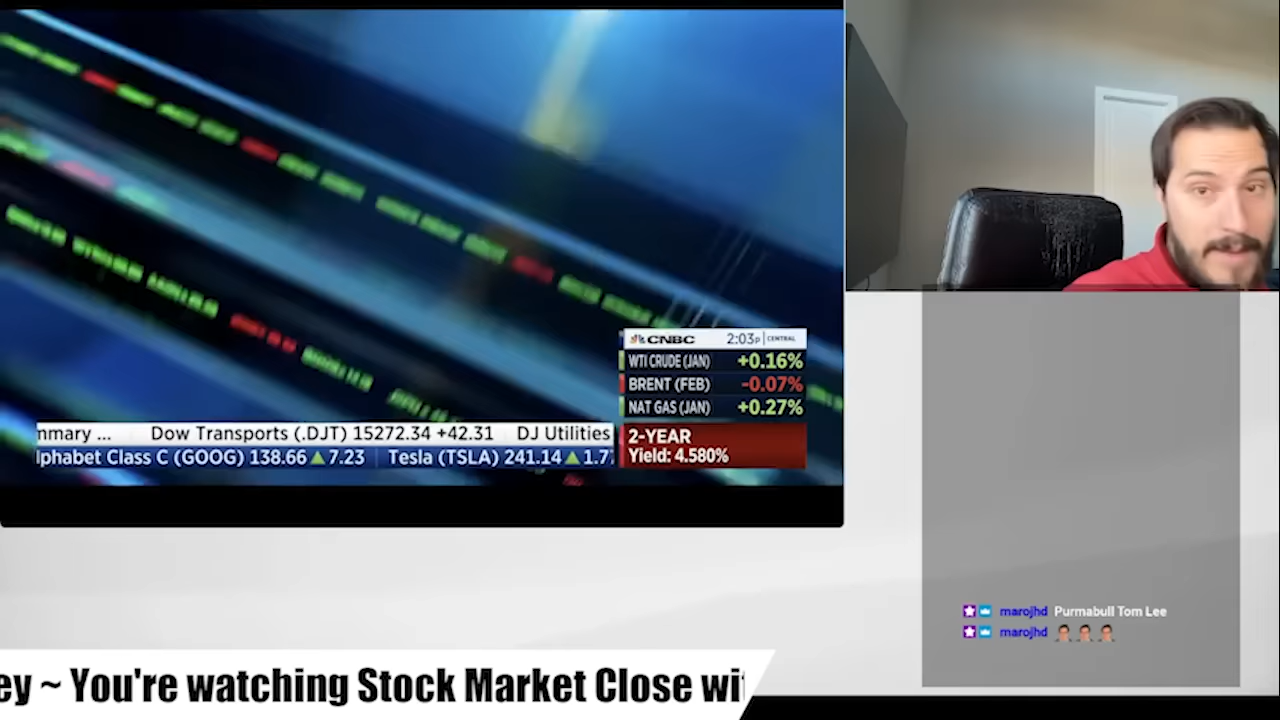 CNBC 2:03P CENTRAL
WTI CRUDE (JAN) +0.16%
BRENT (FEB) -0.07%
NAT GAS (JAN) +0.27%
mmary ... Dow Transports (.DJT) 15272.34 +42.31 DJ Utilities
2-YEAR
Yield: 4.580%
lphabet Class C (GOOG) 138.66 ▲7.23 Tesla (TSLA) 241.14 ▲1.7
marojhd Purmabull Tom Lee
marojhd
ey ~ You're watching Stock Market Close wi